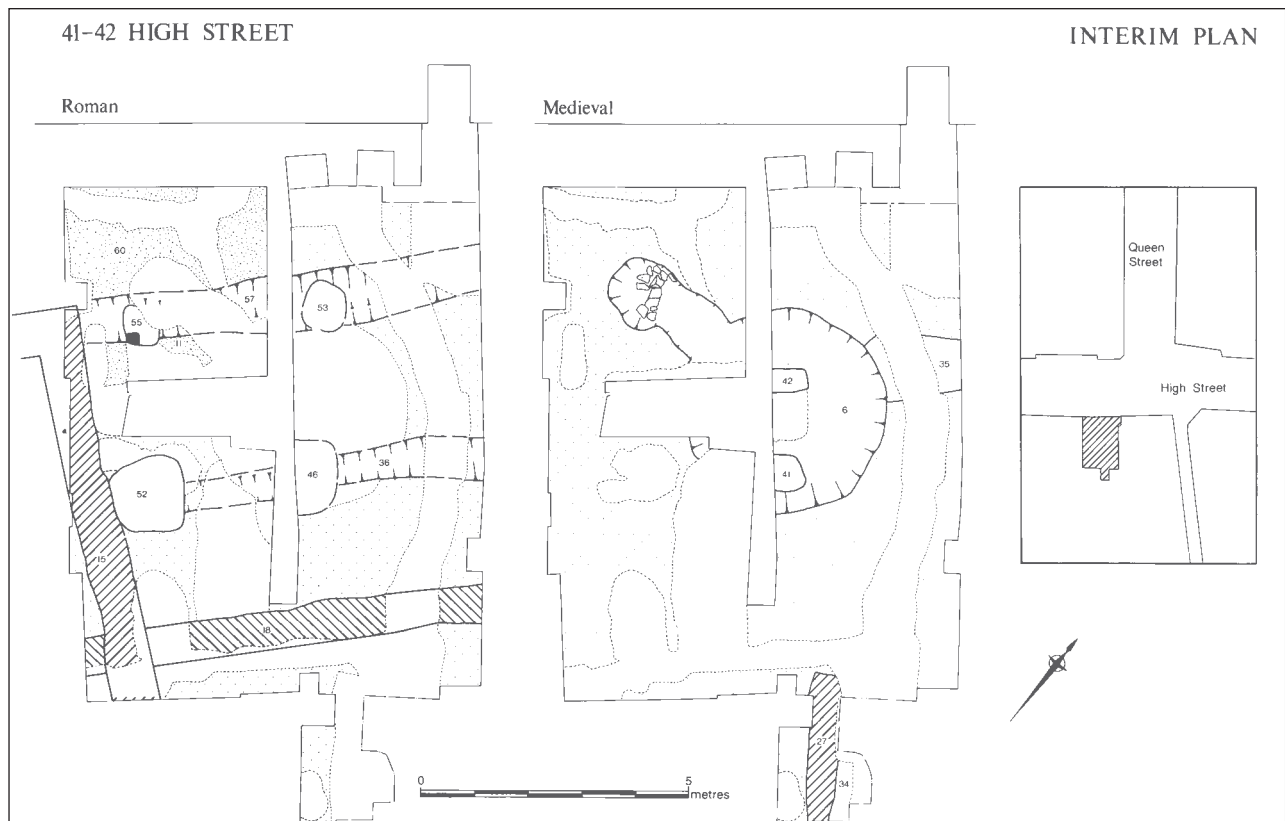 41-42 HIGH STREET
INTERIM PLAN
Roman
Medieval
60
57
53
55
11
52
46
36
15
18
42
6
35
41
27
34
Queen
Street
High Street
0
5
metres